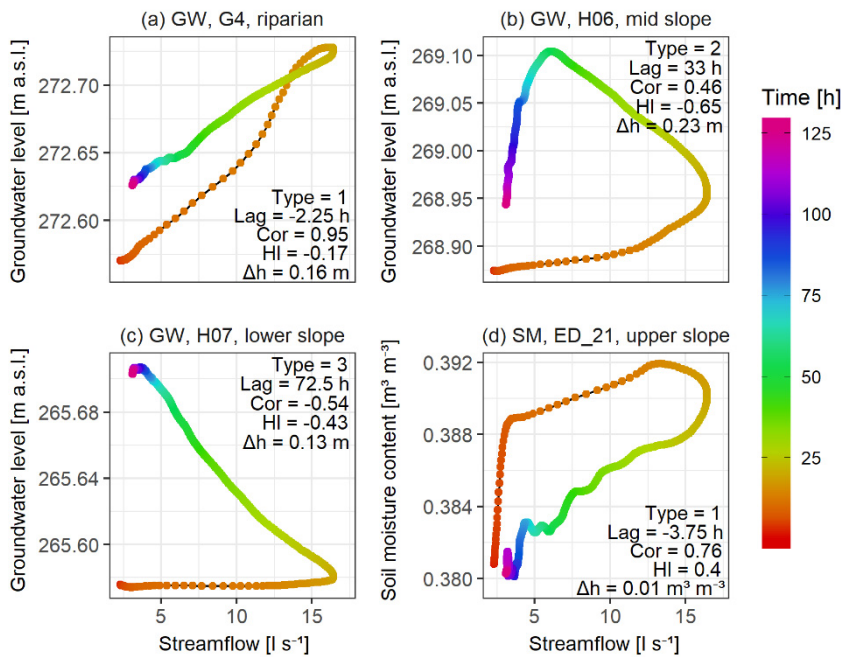 (a) GW, G4, riparian
Groundwater level [m a.s.l.]
272.70
272.65
272.60
Type = 1
Lag = -2.25 h
Cor = 0.95
HI = -0.17
Δh = 0.16 m
(b) GW, H06, mid slope
Groundwater level [m a.s.l.]
269.10
269.05
269.00
268.95
268.90
Type = 2
Lag = 33 h
Cor = 0.46
HI = -0.65
Δh = 0.23 m
Time [h]
125
100
75
50
25
(c) GW, H07, lower slope
Groundwater level [m a.s.l.]
265.68
265.64
265.60
Type = 3
Lag = 72.5 h
Cor = -0.54
HI = -0.43
Δh = 0.13 m
5 10 15
Streamflow [l s⁻¹]
(d) SM, ED_21, upper slope
Soil moisture content [m³ m⁻³]
0.392
0.388
0.384
0.380
Type = 1
Lag = -3.75 h
Cor = 0.76
HI = 0.4
Δh = 0.01 m³ m⁻³
5 10 15
Streamflow [l s⁻¹]